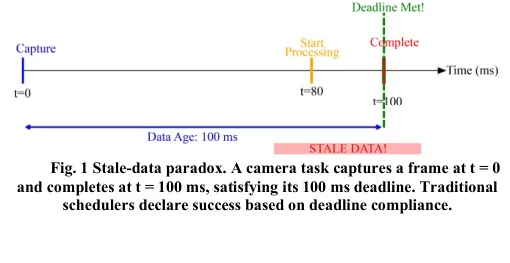 Deadline Met!
Capture
Start
Processing
Complete
Time (ms)
t=0
t=80
t=100
Data Age: 100 ms
STALE DATA!
Fig. 1 Stale-data paradox. A camera task captures a frame at t = 0
and completes at t = 100 ms, satisfying its 100 ms deadline. Traditional
schedulers declare success based on deadline compliance.